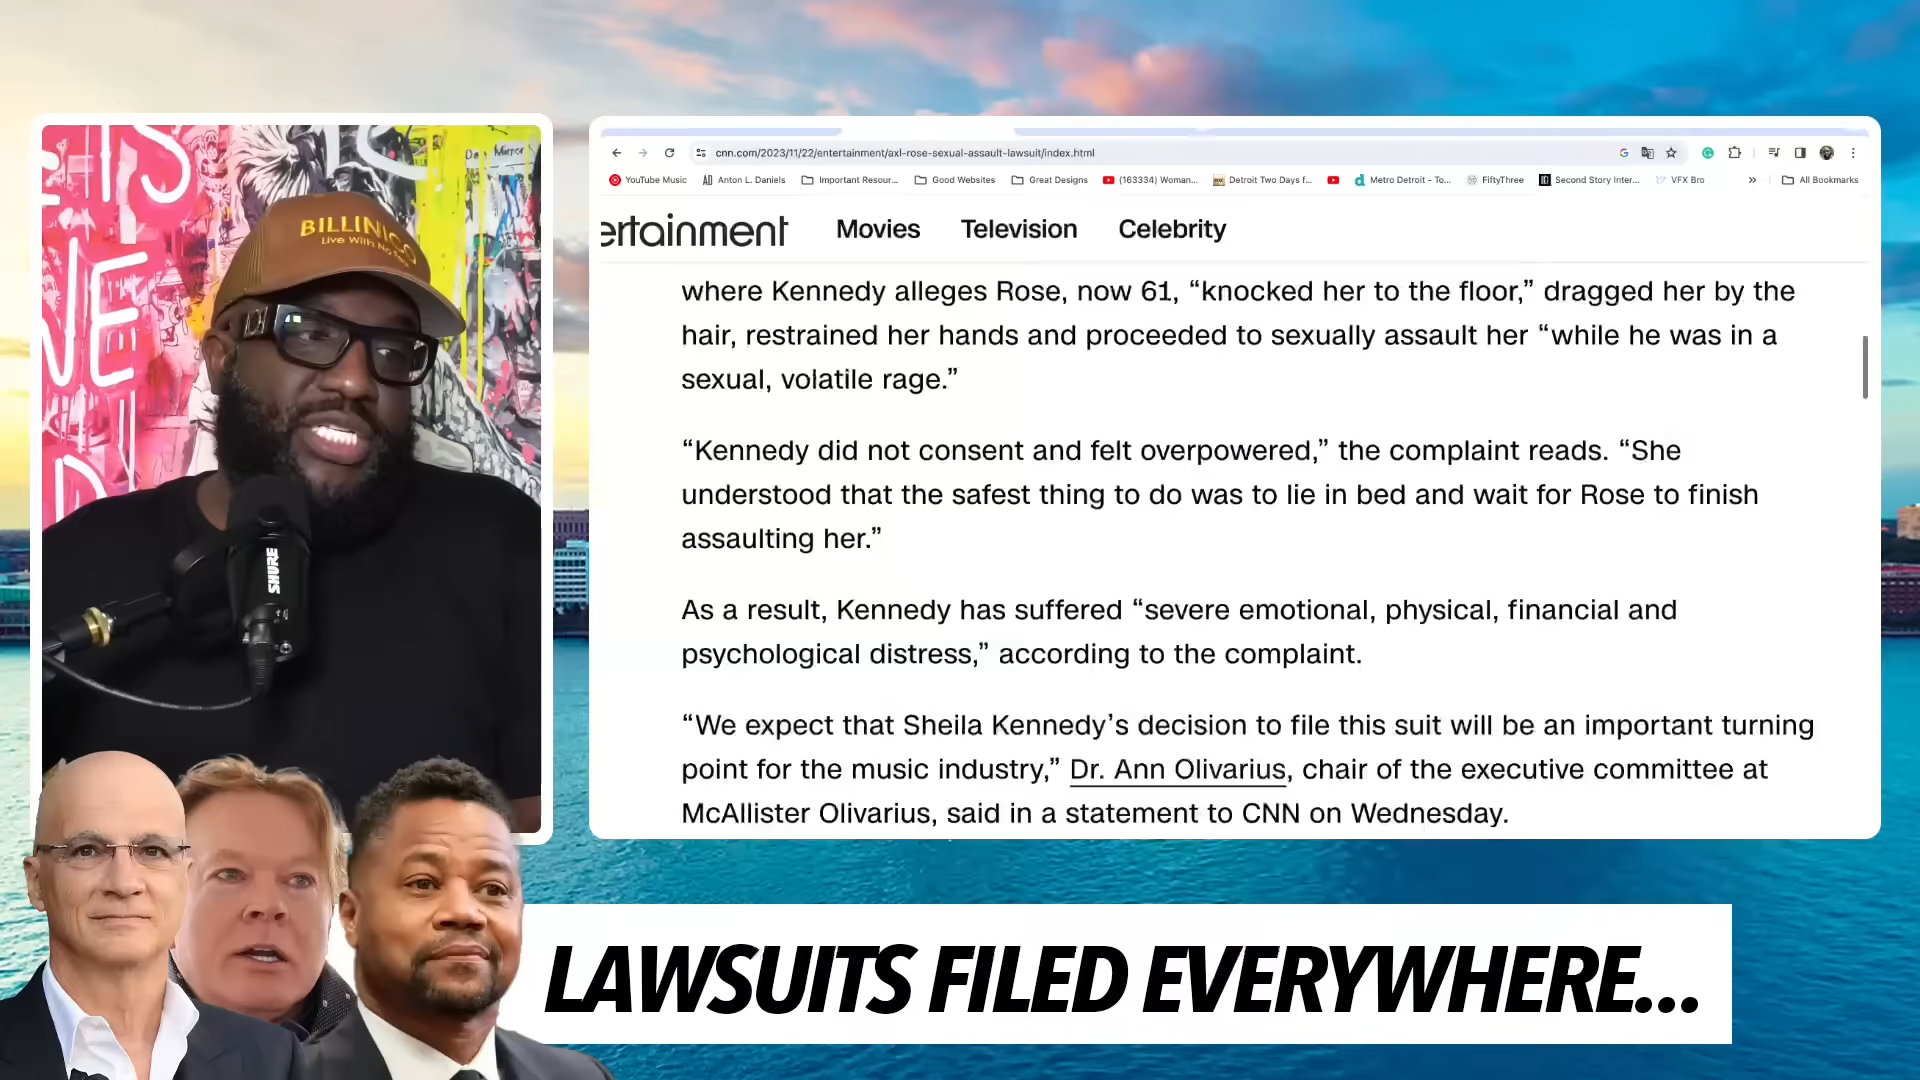 BILLINICO
Live With No
SHURE
cnn.com/2023/11/22/entertainment/axl-rose-sexual-assault-lawsuit/index.html
YouTube Music
Anton L. Daniels
Important Resour...
Good Websites
Great Designs
(163334) Woman...
Detroit Two Days f...
Metro Detroit - To...
FiftyThree
Second Story Inter...
VFX Bro
»
All Bookmarks
ertainment
Movies
Television
Celebrity
where Kennedy alleges Rose, now 61, “knocked her to the floor,” dragged her by the
hair, restrained her hands and proceeded to sexually assault her “while he was in a
sexual, volatile rage.”
“Kennedy did not consent and felt overpowered,” the complaint reads. “She
understood that the safest thing to do was to lie in bed and wait for Rose to finish
assaulting her.”
As a result, Kennedy has suffered “severe emotional, physical, financial and
psychological distress,” according to the complaint.
“We expect that Sheila Kennedy’s decision to file this suit will be an important turning
point for the music industry,” Dr. Ann Olivarius, chair of the executive committee at
McAllister Olivarius, said in a statement to CNN on Wednesday.
LAWSUITS FILED EVERYWHERE...